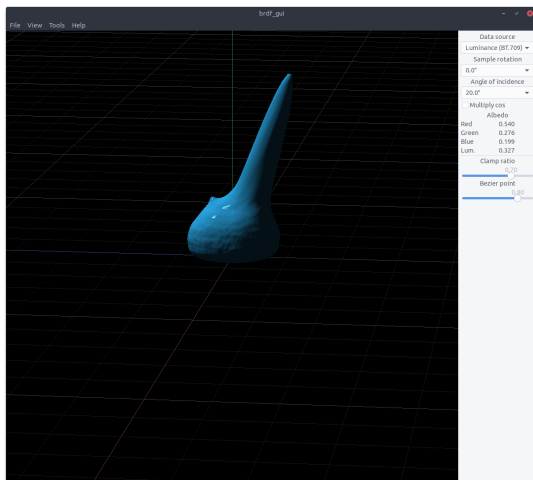 brdf_gui
File View Tools Help
Data source
Luminance (BT.709)
Sample rotation
0.0°
Angle of incidence
20.0°
Multiply cos
Albedo
Red 0.540
Green 0.276
Blue 0.199
Lum. 0.327
Clamp ratio
0.70
Bezier point
0.80